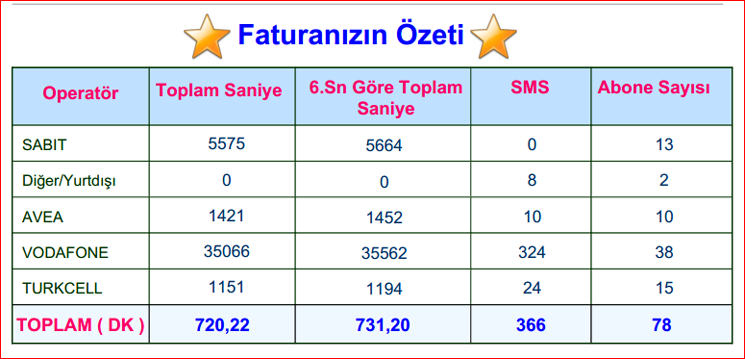 Faturanızın Özeti
Operatör Toplam Saniye 6.Sn Göre Toplam Saniye SMS Abone Sayısı
SABIT 5575 5664 0 13
Diğer/Yurtdışı 0 0 8 2
AVEA 1421 1452 10 10
VODAFONE 35066 35562 324 38
TURKCELL 1151 1194 24 15
TOPLAM ( DK ) 720,22 731,20 366 78